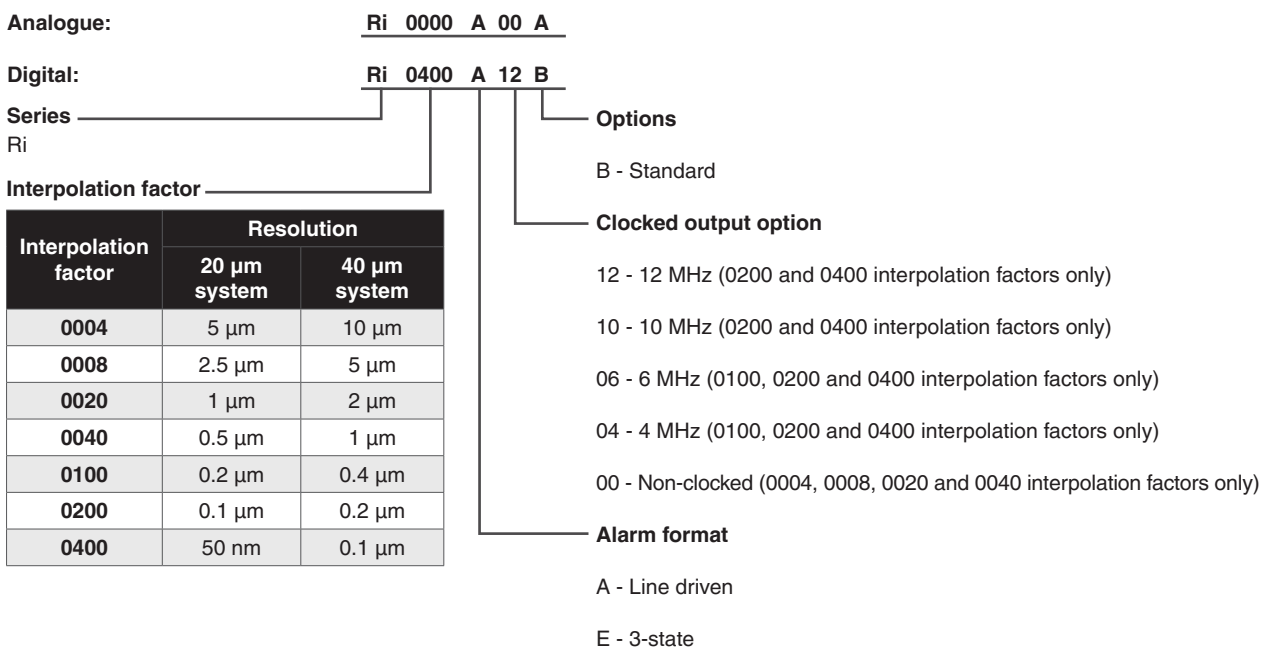 Analogue: Ri 0000 A 00 A
Digital: Ri 0400 A 12 B
Series
Ri
Interpolation factor
Interpolation factor
Resolution
20 µm system
40 µm system
0004 5 µm 10 µm
0008 2.5 µm 5 µm
0020 1 µm 2 µm
0040 0.5 µm 1 µm
0100 0.2 µm 0.4 µm
0200 0.1 µm 0.2 µm
0400 50 nm 0.1 µm
Options
B - Standard
Clocked output option
12 - 12 MHz (0200 and 0400 interpolation factors only)
10 - 10 MHz (0200 and 0400 interpolation factors only)
06 - 6 MHz (0100, 0200 and 0400 interpolation factors only)
04 - 4 MHz (0100, 0200 and 0400 interpolation factors only)
00 - Non-clocked (0004, 0008, 0020 and 0040 interpolation factors only)
Alarm format
A - Line driven
E - 3-state